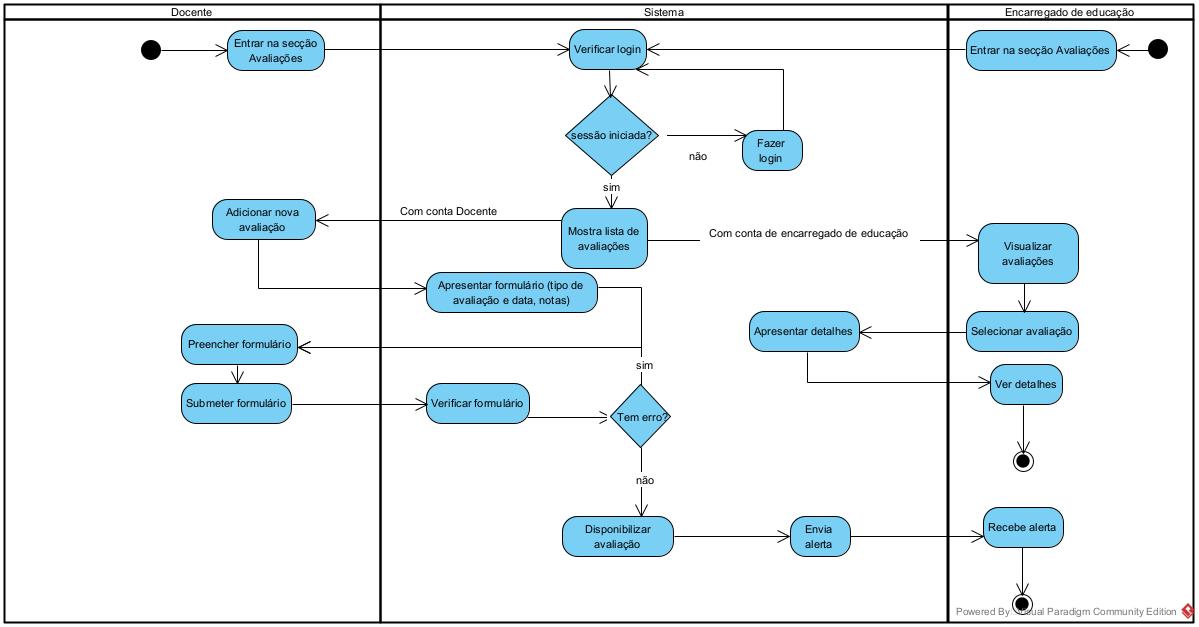 Docente
Sistema
Encarregado de educação
Entrar na secção
Avaliações
Verificar login
Entrar na secção Avaliações
sessão iniciada?
não
Fazer
login
sim
Adicionar nova
avaliação
Com conta Docente
Mostra lista de
avaliações
Com conta de encarregado de educação
Visualizar
avaliações
Apresentar formulário (tipo de
avaliação e data, notas)
Preencher formulário
Apresentar detalhes
Selecionar avaliação
sim
Ver detalhes
Submeter formulário
Verificar formulário
Tem erro?
não
Disponibilizar
avaliação
Envia
alerta
Recebe alerta
Powered By Visual Paradigm Community Edition